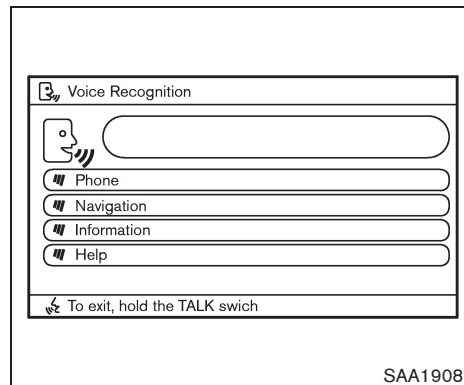 Voice Recognition
Phone
Navigation
Information
Help
To exit, hold the TALK swich
SAA1908